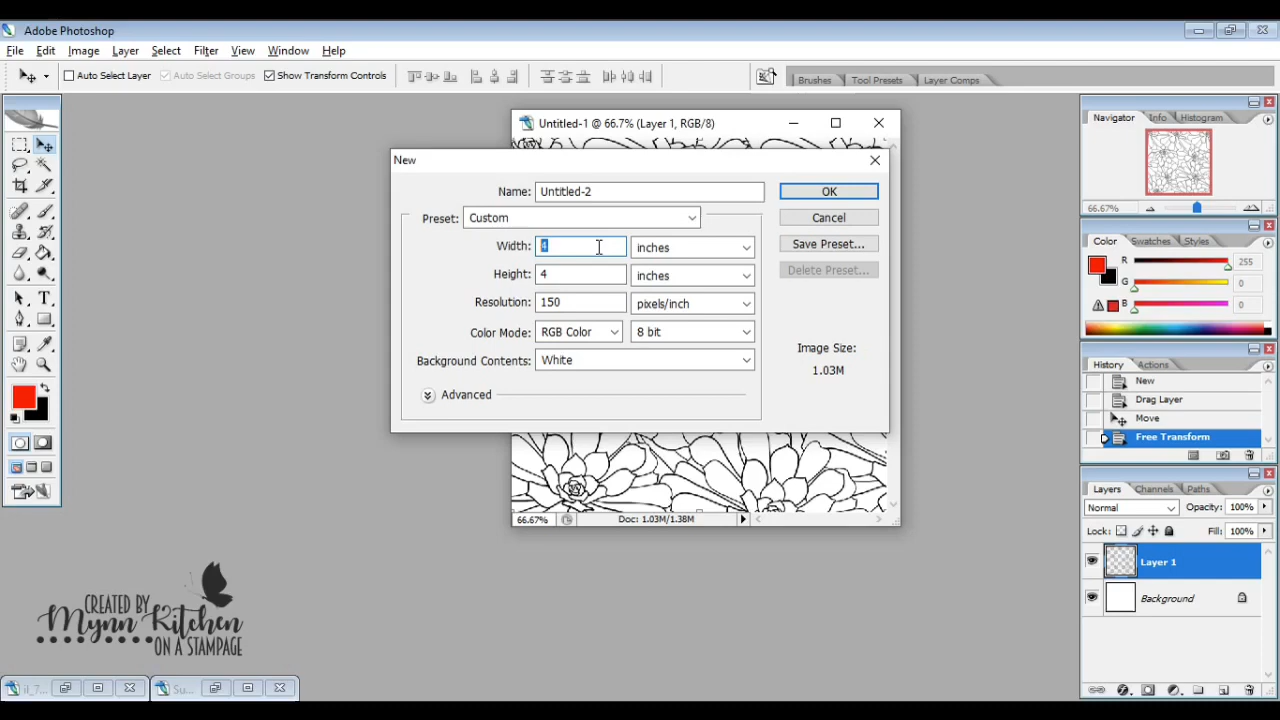 Adobe Photoshop
File Edit Image Layer Select Filter View Window Help
Auto Select Layer Auto Select Groups Show Transform Controls Brushes Tool Presets Layer Comps
Untitled-1 @ 66.7% (Layer 1, RGB/8)
New
Name: Untitled-2 OK
Preset: Custom Cancel
Width: 4 inches Save Preset...
Height: 4 inches Delete Preset...
Resolution: 150 pixels/inch
Color Mode: RGB Color 8 bit
Background Contents: White
Advanced
Image Size:
1.03M
66.67% Doc: 1.03M/1.38M
Navigator Info Histogram
66.67%
Color Swatches Styles
R 255
G 0
B 0
History Actions
New
Drag Layer
Move
Free Transform
Layers Channels Paths
Normal Opacity: 100%
Lock: Fill: 100%
Layer 1
Background
CREATED BY
Mynn Kitchen
ON A STAMPAGE
il_7... Su...